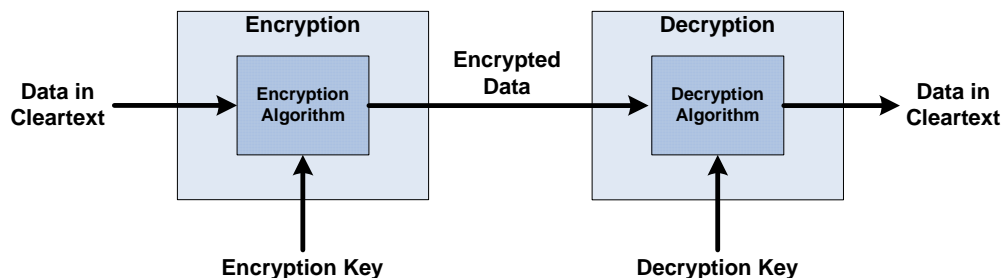 Encryption
Decryption
Encrypted
Data
Data in
Cleartext
Encryption
Algorithm
Decryption
Algorithm
Data in
Cleartext
Encryption Key
Decryption Key